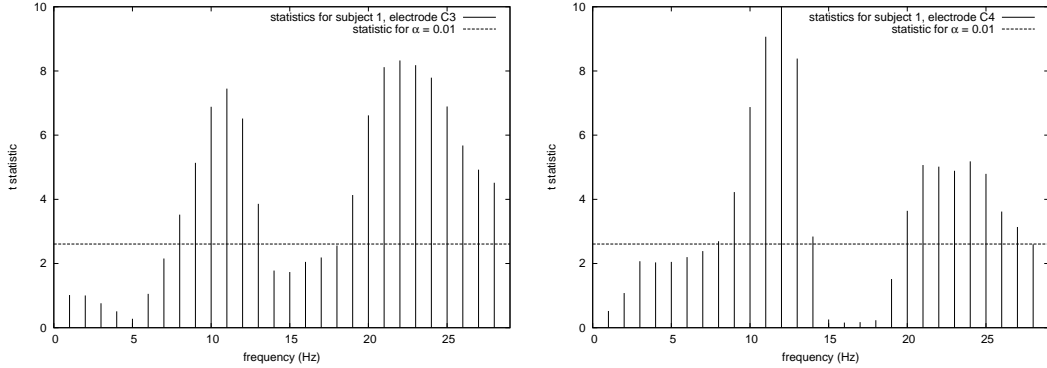 statistics for subject 1, electrode C3
statistic for α = 0.01
10
8
6
4
2
0
t statistic
0 5 10 15 20 25
frequency (Hz)
statistics for subject 1, electrode C4
statistic for α = 0.01
10
8
6
4
2
0
t statistic
0 5 10 15 20 25
frequency (Hz)